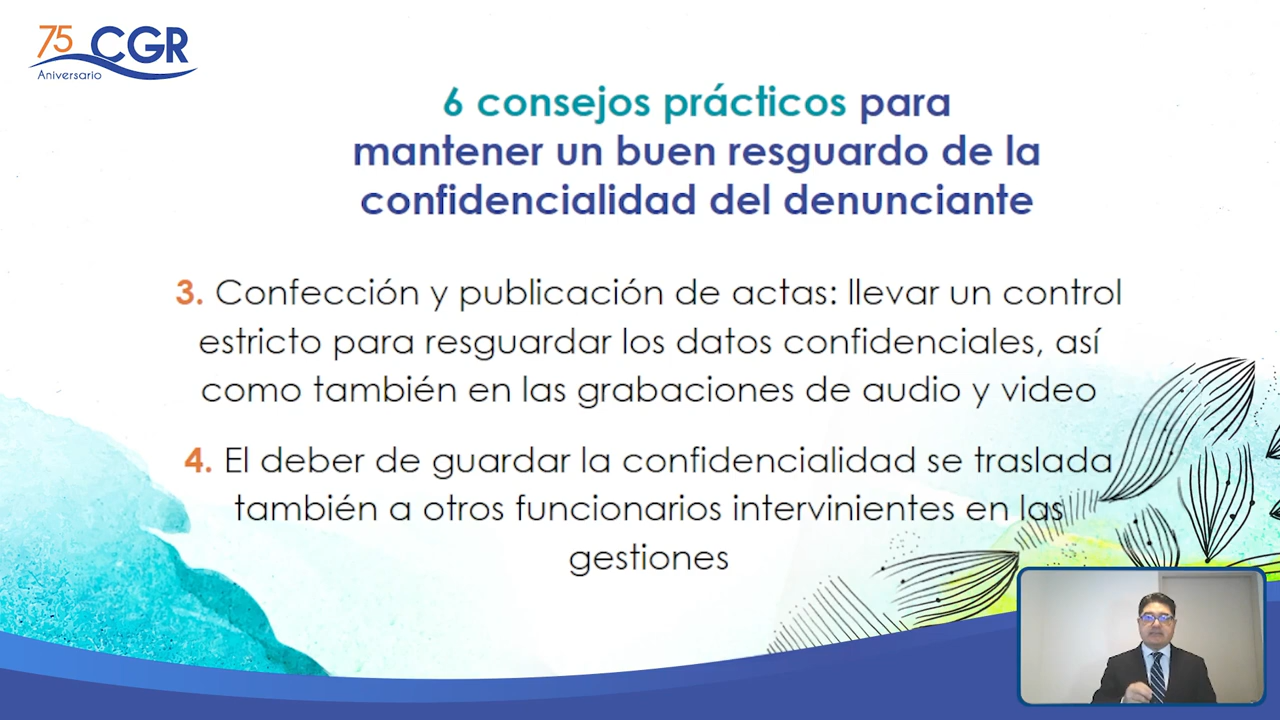 75 CGR
Aniversario
6 consejos prácticos para
mantener un buen resguardo de la
confidencialidad del denunciante
3. Confección y publicación de actas: llevar un control
estricto para resguardar los datos confidenciales, así
como también en las grabaciones de audio y video
4. El deber de guardar la confidencialidad se traslada
también a otros funcionarios intervinientes en las
gestiones